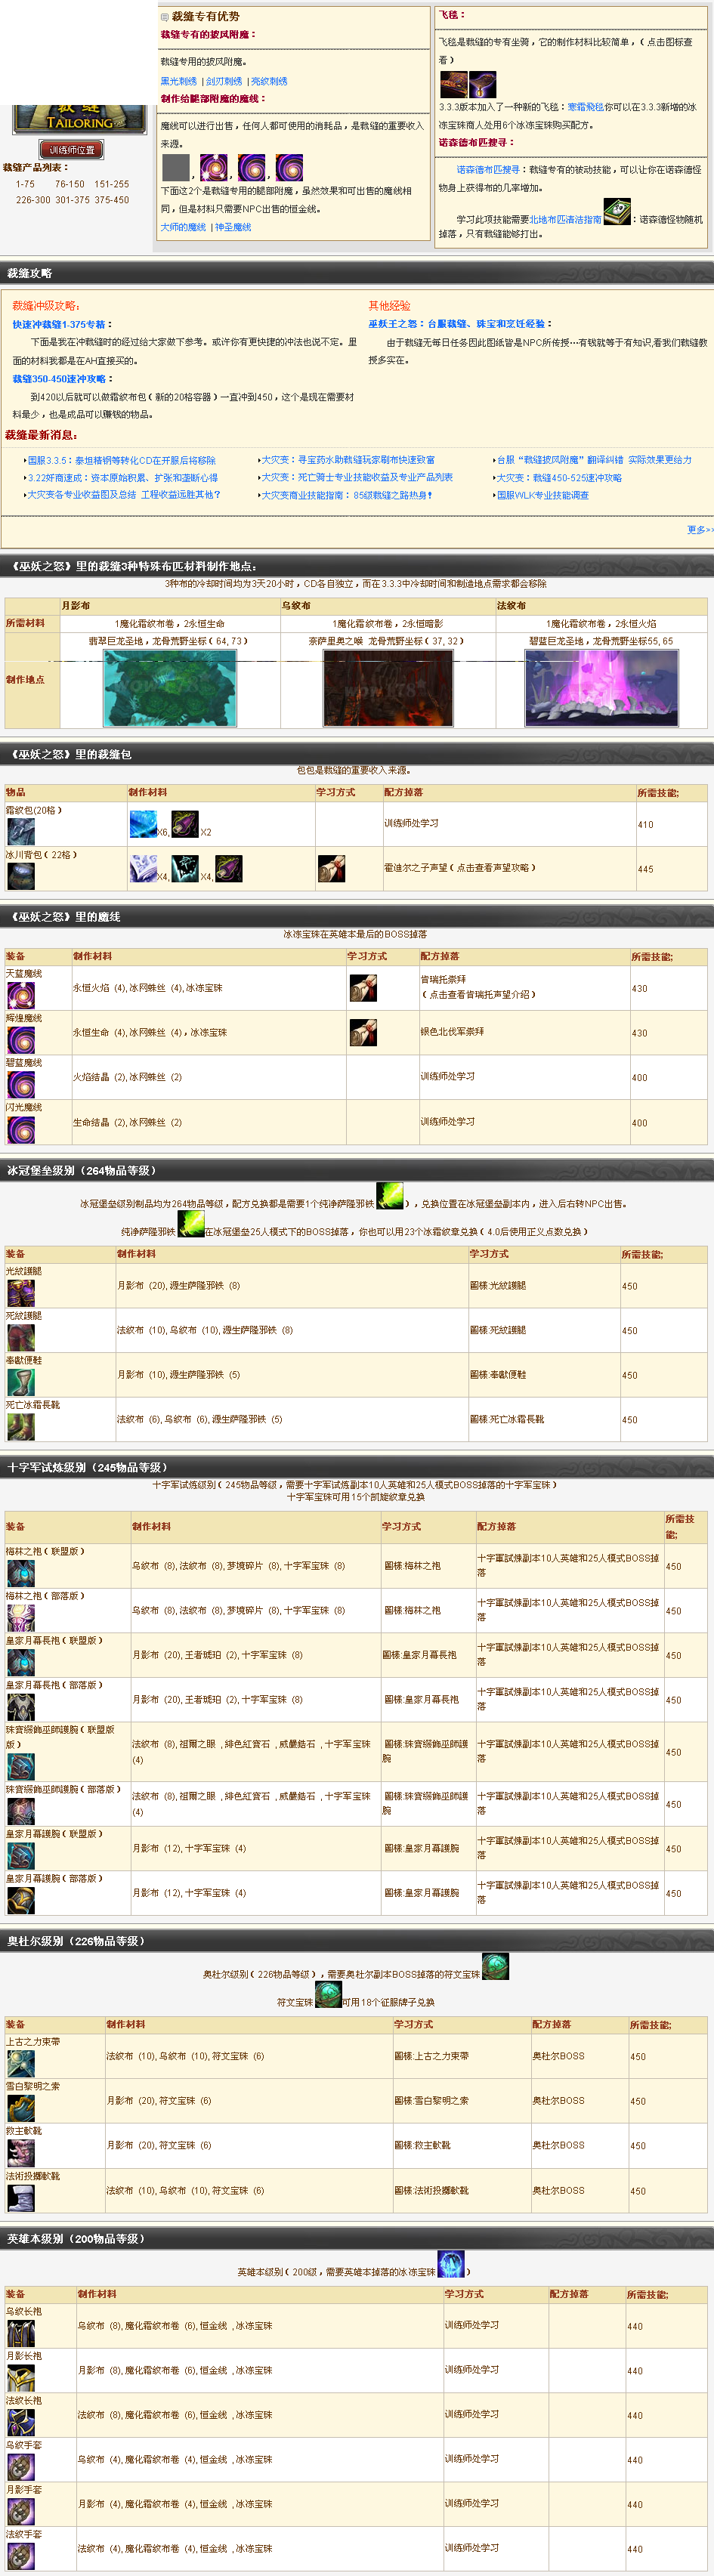 裁缝专有优势
裁缝专有的披风附魔：
裁缝专用的披风附魔。
黑光刺绣 | 剑刃刺绣 | 亮纹刺绣
制作给腿部附魔的魔线：
魔线可以进行出售，任何人都可使用的消耗品，是裁缝的重要收入
来源。
下面这2个是裁缝专用的腿部附魔，虽然效果和可出售的魔线相
同，但是材料只需要NPC出售的恒金线。
大师的魔线 | 神圣魔线
飞毯：
飞毯是裁缝的专有坐骑，它的制作材料比较简单，（点击图标查
看）
3.3.3版本加入了一种新的飞毯：寒霜飛毯你可以在3.3.3新增的冰
冻宝珠商人处用6个冰冻宝珠购买配方。
诺森德布匹搜寻：
诺森德布匹搜寻：裁缝专有的被动技能，可以让你在诺森德怪
物身上获得布的几率增加。
学习此项技能需要北地布匹清洁指南：诺森德怪物随机
掉落，只有裁缝能够打出。
TAILORING
训练师位置
裁缝产品列表：
1-75 76-150 151-255
226-300 301-375 375-450
裁缝攻略
裁缝冲级攻略：
快速冲裁缝1-375专精：
下面是我在冲裁缝时的经过给大家做下参考。或许你有更快捷的冲法也说不定。里
面的材料我都是在AH直接买的。
裁缝350-450速冲攻略：
到420以后就可以做霜纹布包（新的20格容器）一直冲到450，这个是现在需要材
料最少，也是成品可以赚钱的物品。
其他经验
巫妖王之怒：台服裁缝、珠宝和烹饪经验：
由于裁缝无每日任务因此图纸皆是NPC所传授…有钱就等于有知识,看我们裁缝教
授多实在。
裁缝最新消息：
国服3.3.5：泰坦精钢等转化CD在开服后将移除
大灾变：寻宝药水助裁缝玩家刷布快速致富
台服“裁缝披风附魔”翻译纠错 实际效果更给力
3.22好商速成：资本原始积累、扩张和垄断心得
大灾变：死亡骑士专业技能收益及专业产品列表
大灾变：裁缝450-525速冲攻略
大灾变各专业收益图及总结 工程收益远胜其他？
大灾变商业技能指南：85级裁缝之路热身！
国服WLK专业技能调查
更多>>
《巫妖之怒》里的裁缝3种特殊布匹材料制作地点：
3种布的冷却时间均为3天20小时，CD各自独立，而在3.3.3中冷却时间和制造地点需求都会移除
月影布 乌纹布 法纹布
所需材料 1魔化霜纹布卷，2永恒生命 1魔化霜纹布卷，2永恒暗影 1魔化霜纹布卷，2永恒火焰
制作地点
翡翠巨龙圣地，龙骨荒野坐标（64, 73） 奈萨里奥之喉 龙骨荒野坐标（37, 32） 碧蓝巨龙圣地，龙骨荒野坐标55, 65
《巫妖之怒》里的裁缝包
包包是裁缝的重要收入来源。
物品 制作材料 学习方式 配方掉落 所需技能;
霜纹包(20格）
X6, X2 训练师处学习 410
冰川背包（22格）
X4, X4, 霍迪尔之子声望（点击查看声望攻略） 445
《巫妖之怒》里的魔线
冰冻宝珠在英雄本最后的BOSS掉落
装备 制作材料 学习方式 配方掉落 所需技能;
天蓝魔线
永恒火焰 (4), 冰网蛛丝 (4), 冰冻宝珠 肯瑞托崇拜
（点击查看肯瑞托声望介绍） 430
辉煌魔线
永恒生命 (4), 冰网蛛丝 (4)，冰冻宝珠 银色北伐军崇拜 430
碧蓝魔线
火焰结晶 (2), 冰网蛛丝 (2) 训练师处学习 400
闪光魔线
生命结晶 (2), 冰网蛛丝 (2) 训练师处学习 400
冰冠堡垒级别（264物品等级）
冰冠堡垒级别制品均为264物品等级，配方兑换都是需要1个纯净萨隆邪铁），兑换位置在冰冠堡垒副本内，进入后右转NPC出售。
纯净萨隆邪铁在冰冠堡垒25人模式下的BOSS掉落，你也可以用23个冰霜纹章兑换（4.0后使用正义点数兑换）
装备 制作材料 学习方式 所需技能;
光紋護腿
月影布 (20), 源生萨隆邪铁 (8) 圖樣:光紋護腿 450
死紋護腿
法纹布 (10), 乌纹布 (10), 源生萨隆邪铁 (8) 圖樣:死紋護腿 450
奉獻便鞋
月影布 (10), 源生萨隆邪铁 (5) 圖樣:奉獻便鞋 450
死亡冰霜長靴
法纹布 (6), 乌纹布 (6), 源生萨隆邪铁 (5) 圖樣:死亡冰霜長靴 450
十字军试炼级别（245物品等级）
十字军试炼级别（245物品等级，需要十字军试炼副本10人英雄和25人模式BOSS掉落的十字军宝珠）
十字军宝珠可用15个凯旋纹章兑换
装备 制作材料 学习方式 配方掉落 所需技
能;
梅林之袍（联盟版）
乌纹布 (8), 法纹布 (8), 梦境碎片 (8), 十字军宝珠 (8) 圖樣:梅林之袍 十字軍試煉副本10人英雄和25人模式BOSS掉
落 450
梅林之袍（部落版）
乌纹布 (8), 法纹布 (8), 梦境碎片 (8), 十字军宝珠 (8) 圖樣:梅林之袍 十字軍試煉副本10人英雄和25人模式BOSS掉
落 450
皇家月幕長袍（联盟版）
月影布 (20), 王者琥珀 (2), 十字军宝珠 (8) 圖樣:皇家月幕長袍 十字軍試煉副本10人英雄和25人模式BOSS掉
落 450
皇家月幕長袍（部落版）
月影布 (20), 王者琥珀 (2), 十字军宝珠 (8) 圖樣:皇家月幕長袍 十字軍試煉副本10人英雄和25人模式BOSS掉
落 450
珠寶綴飾巫師護腕（联盟版
版）
法紋布 (8), 祖爾之眼 , 緋色紅寶石 , 威嚴鋯石 , 十字军宝珠
(4) 圖樣:珠寶綴飾巫師護
腕 十字軍試煉副本10人英雄和25人模式BOSS掉
落 450
珠寶綴飾巫師護腕（部落版）
法纹布 (8), 祖爾之眼 , 緋色紅寶石 , 威嚴鋯石 , 十字军宝珠
(4) 圖樣:珠寶綴飾巫師護
腕 十字軍試煉副本10人英雄和25人模式BOSS掉
落 450
皇家月幕護腕（联盟版）
月影布 (12), 十字军宝珠 (4) 圖樣:皇家月幕護腕 十字軍試煉副本10人英雄和25人模式BOSS掉
落 450
皇家月幕護腕（部落版）
月影布 (12), 十字军宝珠 (4) 圖樣:皇家月幕護腕 十字軍試煉副本10人英雄和25人模式BOSS掉
落 450
奥杜尔级别（226物品等级）
奥杜尔级别（226物品等级），需要奥杜尔副本BOSS掉落的符文宝珠
符文宝珠可用18个征服牌子兑换
装备 制作材料 学习方式 配方掉落 所需技能;
上古之力束帶
法纹布 (10), 乌纹布 (10), 符文宝珠 (6) 圖樣:上古之力束帶 奥杜尔BOSS 450
雪白黎明之索
月影布 (20), 符文宝珠 (6) 圖樣:雪白黎明之索 奥杜尔BOSS 450
救主軟靴
月影布 (20), 符文宝珠 (6) 圖樣:救主軟靴 奥杜尔BOSS 450
法術投擲軟靴
法纹布 (10), 乌纹布 (10), 符文宝珠 (6) 圖樣:法術投擲軟靴 奥杜尔BOSS 450
英雄本级别（200物品等级）
英雄本级别（200级，需要英雄本掉落的冰冻宝珠）
装备 制作材料 学习方式 配方掉落 所需技能;
乌纹长袍
乌纹布 (8), 魔化霜纹布卷 (6), 恒金线 , 冰冻宝珠 训练师处学习 440
月影长袍
月影布 (8), 魔化霜纹布卷 (6), 恒金线 , 冰冻宝珠 训练师处学习 440
法纹长袍
法纹布 (8), 魔化霜纹布卷 (6), 恒金线 , 冰冻宝珠 训练师处学习 440
乌纹手套
乌纹布 (4), 魔化霜纹布卷 (4), 恒金线 , 冰冻宝珠 训练师处学习 440
月影手套
月影布 (4), 魔化霜纹布卷 (4), 恒金线 , 冰冻宝珠 训练师处学习 440
法纹手套
法纹布 (4), 魔化霜纹布卷 (4), 恒金线 , 冰冻宝珠 训练师处学习 440